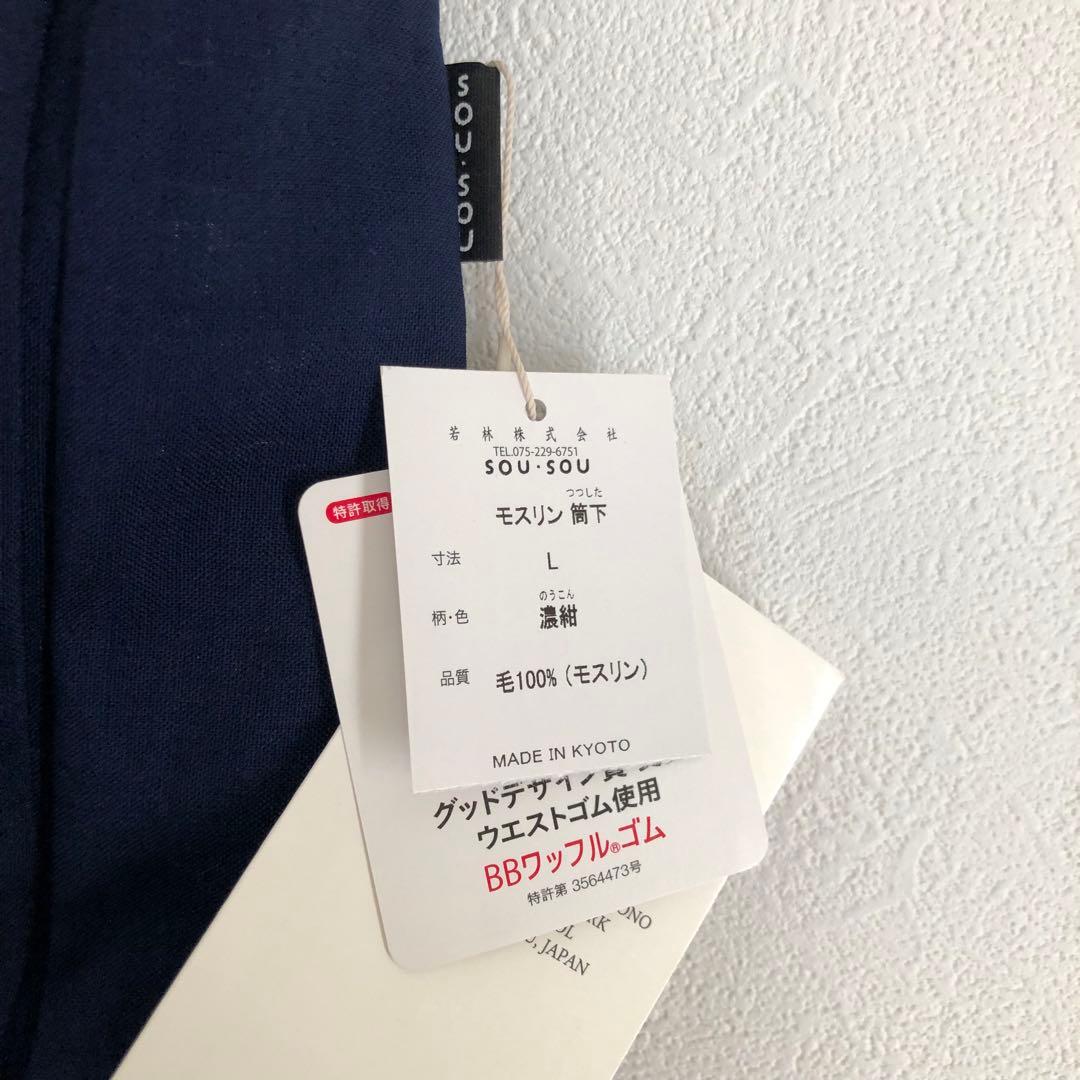 SOU・SOU
若林株式会社
TEL.075-229-6751
SOU・SOU
つつした
モスリン 筒下
寸法 L
のうこん
柄・色 濃紺
品質 毛100%（モスリン）
MADE IN KYOTO
特許取得
グッドデザイン賞
ウエストゴム使用
BBワッフル®ゴム
特許第 3564473号
ONO
RK
OL
, JAPAN